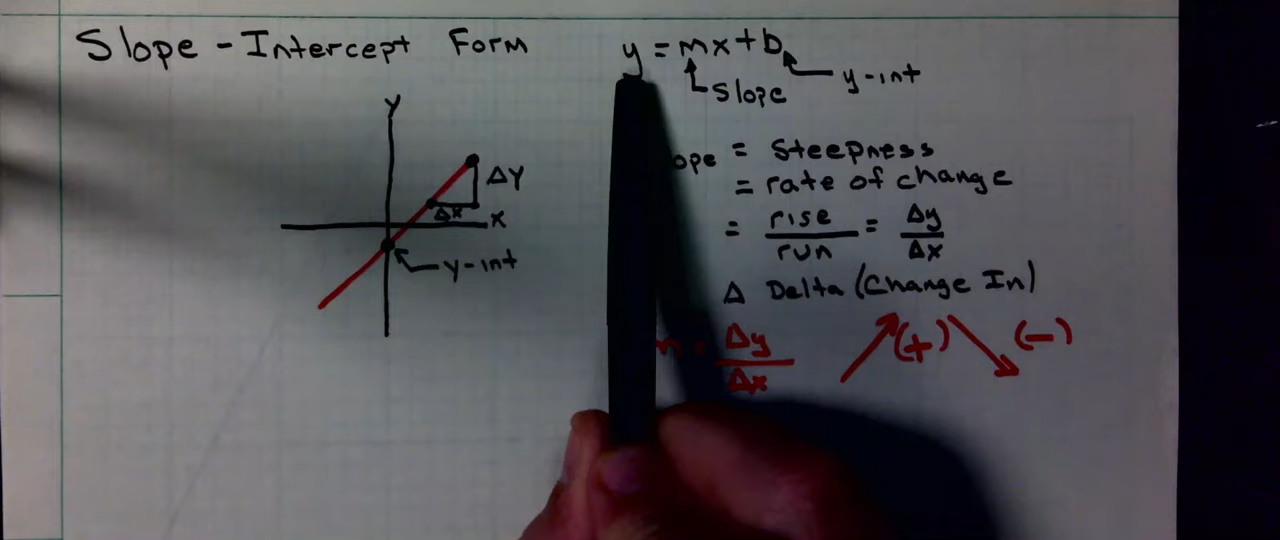 Slope - Intercept Form
y = mx + b
Slope
y-int
Y
ΔY
Δx
X
y-int
ope = Steepness
= rate of change
= rise/run = Δy/Δx
Δ Delta (Change In)
= Δy/Δx (+) (-)